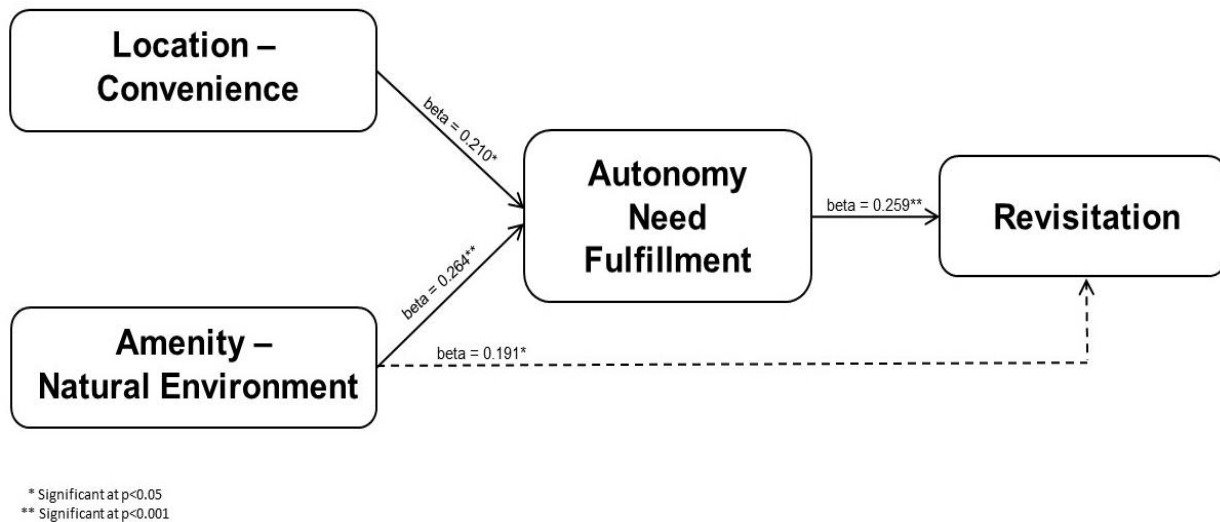 Location –
Convenience
beta = 0.210*
Autonomy
Need
Fulfillment
beta = 0.259**
Revisitation
beta = 0.264**
Amenity –
Natural Environment
beta = 0.191*
* Significant at p<0.05
** Significant at p<0.001